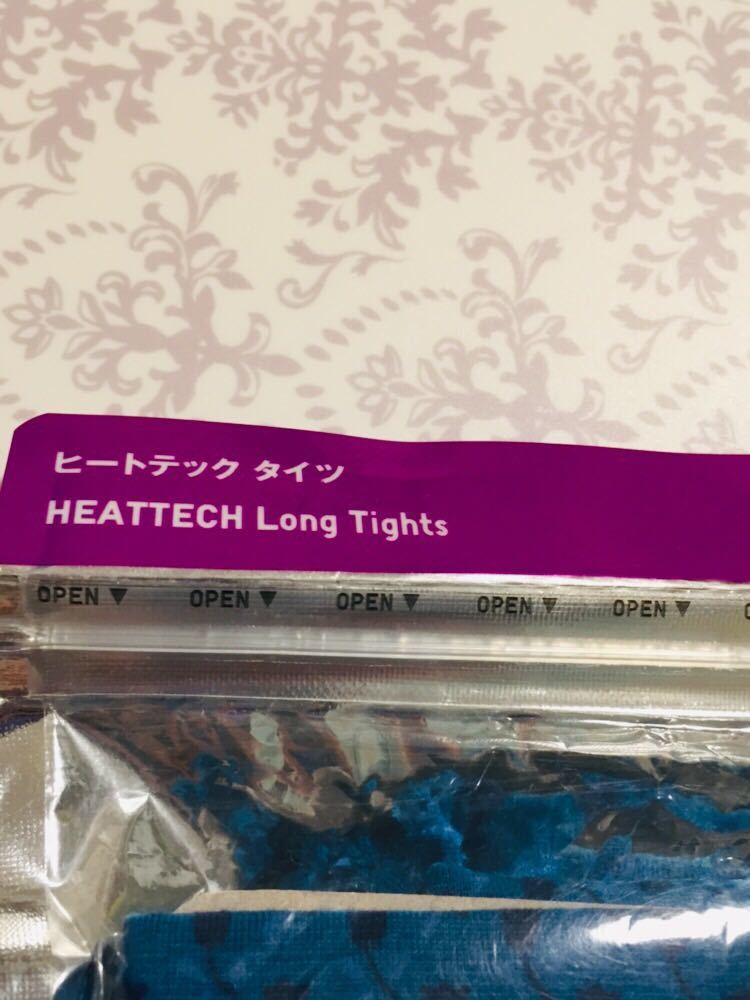 ヒートテック タイツ
HEATTECH Long Tights
OPEN▼ OPEN▼ OPEN▼ OPEN▼ OPEN▼